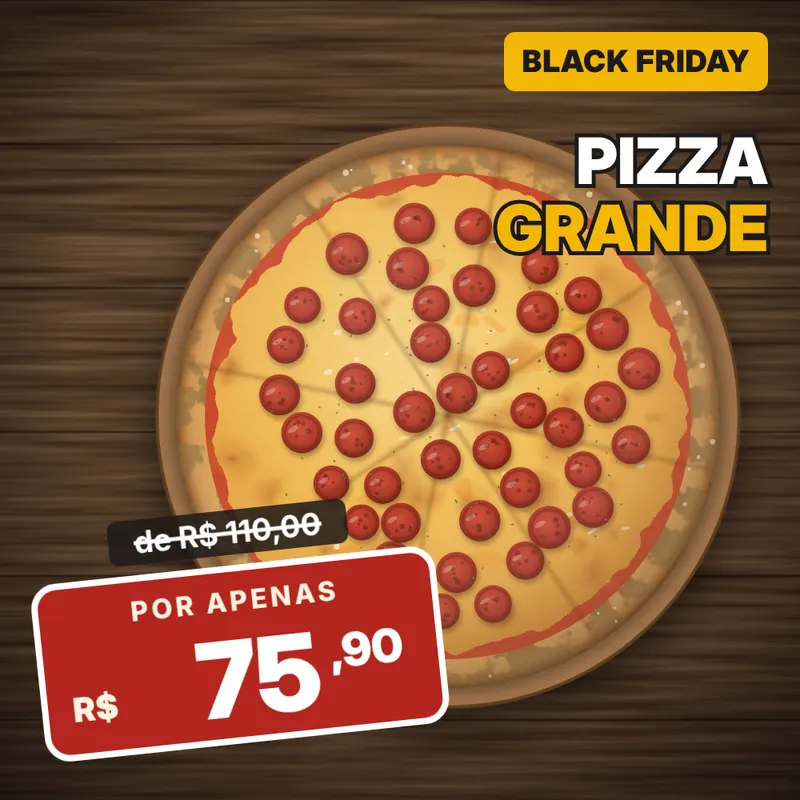 BLACK FRIDAY
PIZZA
GRANDE
de R$ 110,00
POR APENAS
R$ 75,90